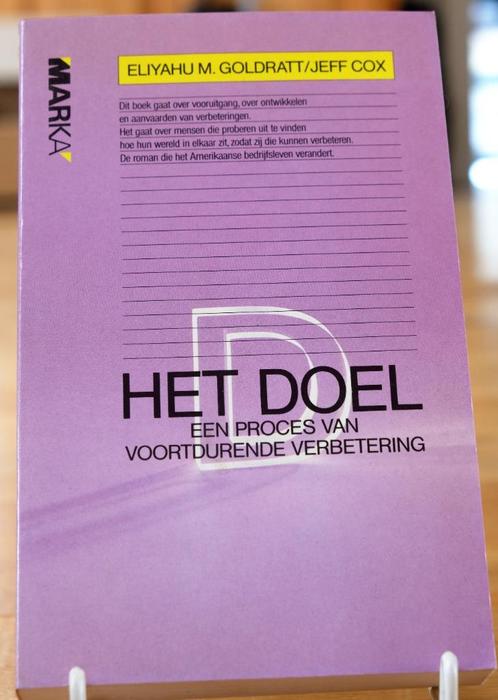 MARKA
ELIYAHU M. GOLDRATT/JEFF COX
Dit boek gaat over vooruitgang, over ontwikkelen
en aanvaarden van verbeteringen.
Het gaat over mensen die proberen uit te vinden
hoe hun wereld in elkaar zit, zodat zij die kunnen verbeteren.
De roman die het Amerikaanse bedrijfsleven verandert.
D
HET DOEL
EEN PROCES VAN
VOORTDURENDE VERBETERING